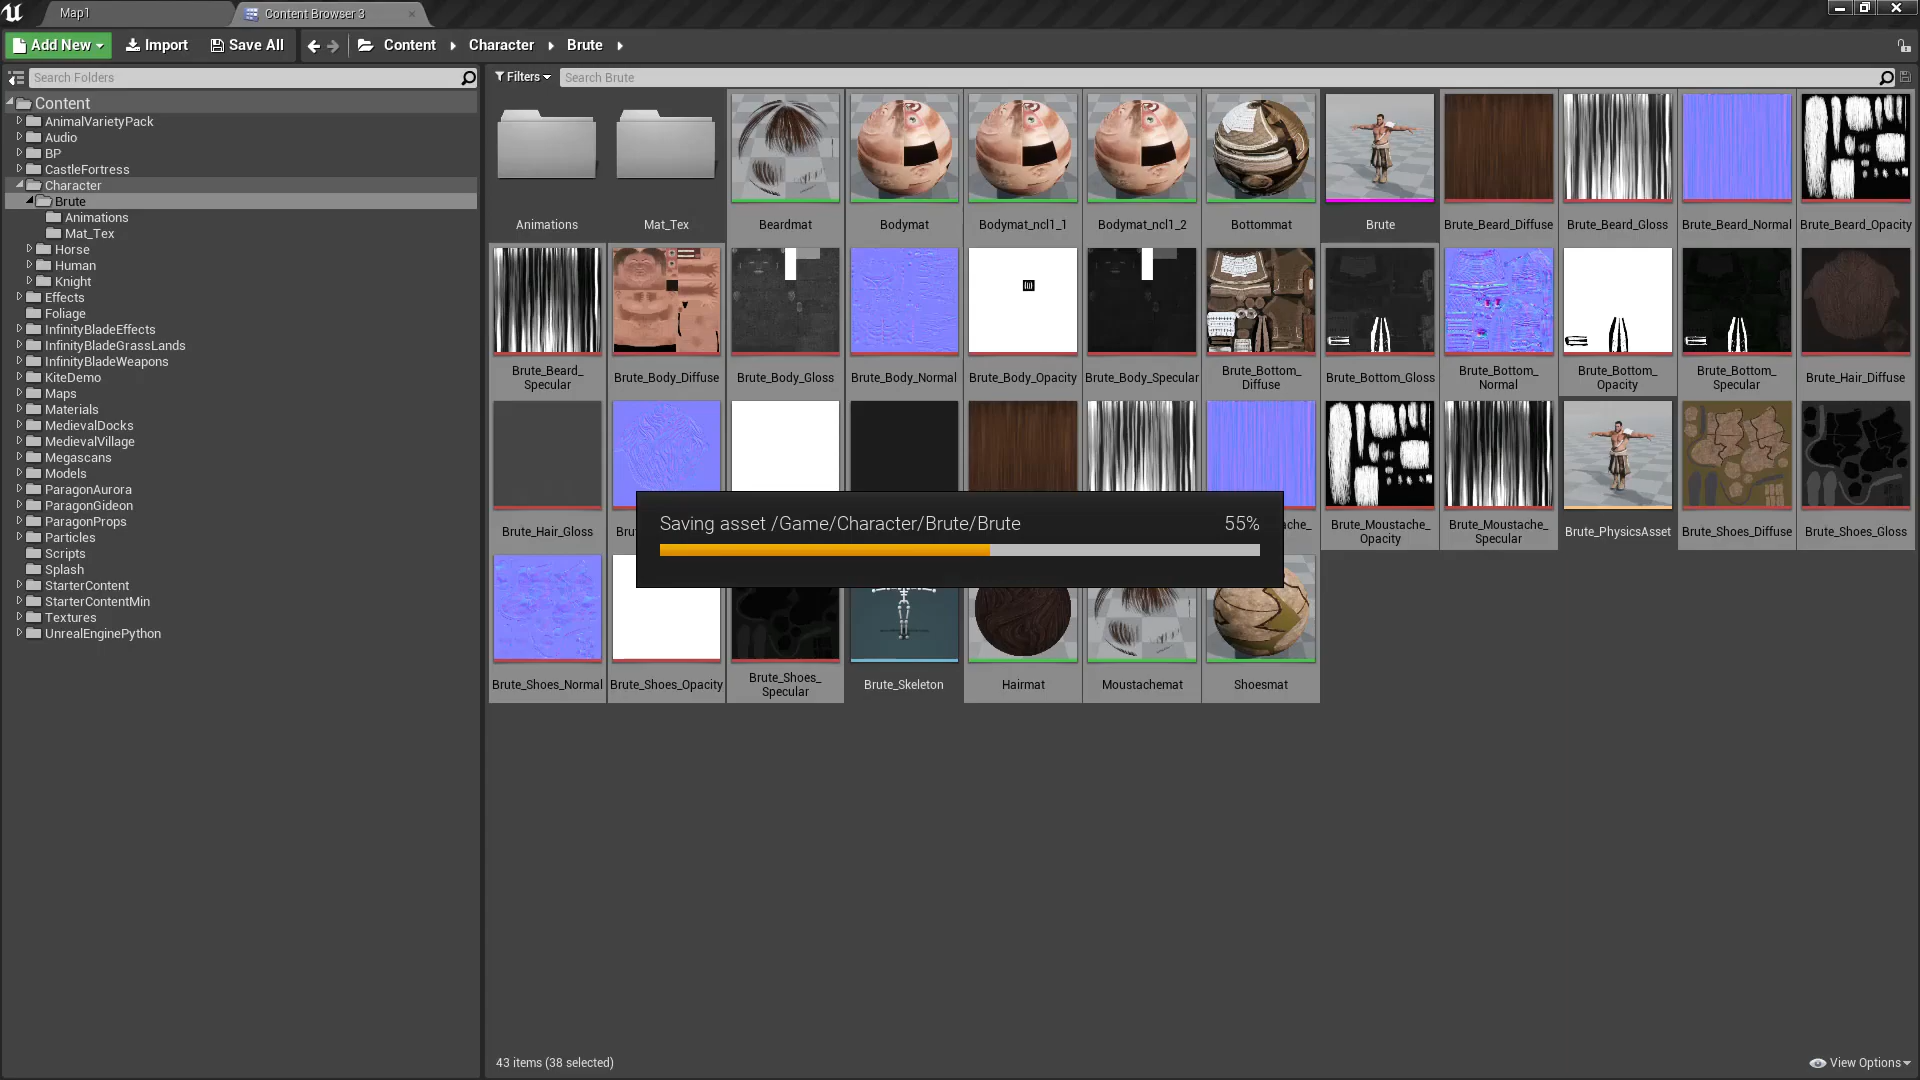 Map1
Content Browser 3
Add New
Import
Save All
Content
Character
Brute
Search Folders
Filters
Search Brute
Content
AnimalVarietyPack
Audio
BP
CastleFortress
Character
Brute
Animations
Mat_Tex
Horse
Human
Knight
Effects
Foliage
InfinityBladeEffects
InfinityBladeGrassLands
InfinityBladeWeapons
KiteDemo
Maps
Materials
MedievalDocks
MedievalVillage
Megascans
Models
ParagonAurora
ParagonGideon
ParagonProps
Particles
Scripts
Splash
StarterContent
StarterContentMin
Textures
UnrealEnginePython
Animations
Mat_Tex
Beardmat
Bodymat
Bodymat_ncl1_1
Bodymat_ncl1_2
Bottommat
Brute
Brute_Beard_Diffuse
Brute_Beard_Gloss
Brute_Beard_Normal
Brute_Beard_Opacity
Brute_Beard_
Specular
Brute_Body_Diffuse
Brute_Body_Gloss
Brute_Body_Normal
Brute_Body_Opacity
Brute_Body_Specular
Brute_Bottom_
Diffuse
Brute_Bottom_Gloss
Brute_Bottom_
Normal
Brute_Bottom_
Opacity
Brute_Bottom_
Specular
Brute_Hair_Diffuse
Brute_Hair_Gloss
Saving asset /Game/Character/Brute/Brute
55%
Brute_Moustache_
Opacity
Brute_Moustache_
Specular
Brute_PhysicsAsset
Brute_Shoes_Diffuse
Brute_Shoes_Gloss
Brute_Shoes_Normal
Brute_Shoes_Opacity
Brute_Shoes_
Specular
Brute_Skeleton
Hairmat
Moustachemat
Shoesmat
43 items (38 selected)
View Options